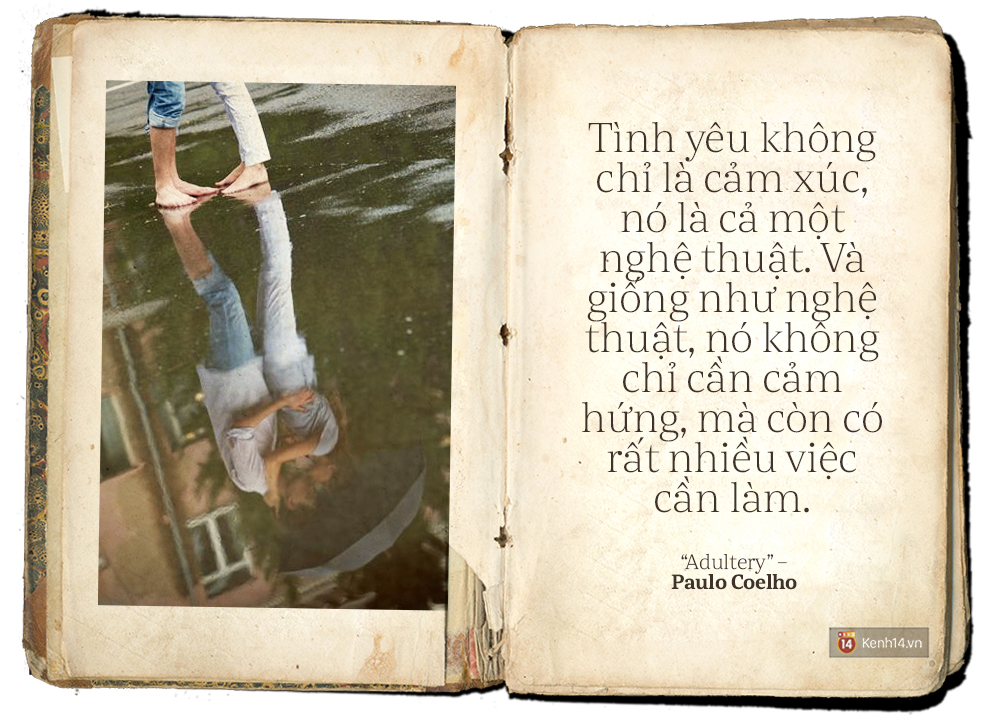 Tình yêu không
chỉ là cảm xúc,
nó là cả một
nghệ thuật. Và
giống như nghệ
thuật, nó không
chỉ cần cảm
hứng, mà còn có
rất nhiều việc
cần làm.
“Adultery” –
Paulo Coelho
14 Kenh14.vn